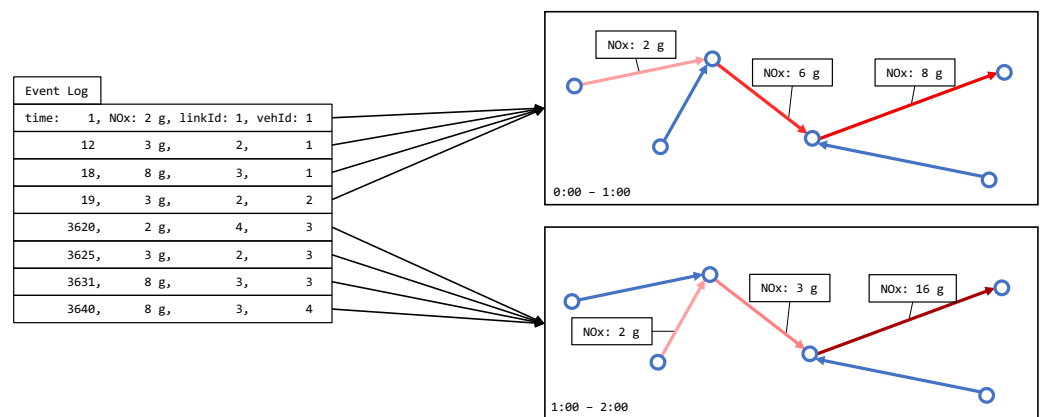 Event Log
time: 1, NOx: 2 g, linkId: 1, vehId: 1
12 3 g, 2, 1
18, 8 g, 3, 1
19, 3 g, 2, 2
3620, 2 g, 4, 3
3625, 3 g, 2, 3
3631, 8 g, 3, 3
3640, 8 g, 3, 4
NOx: 2 g
NOx: 6 g
NOx: 8 g
0:00 – 1:00
NOx: 2 g
NOx: 3 g
NOx: 16 g
1:00 – 2:00